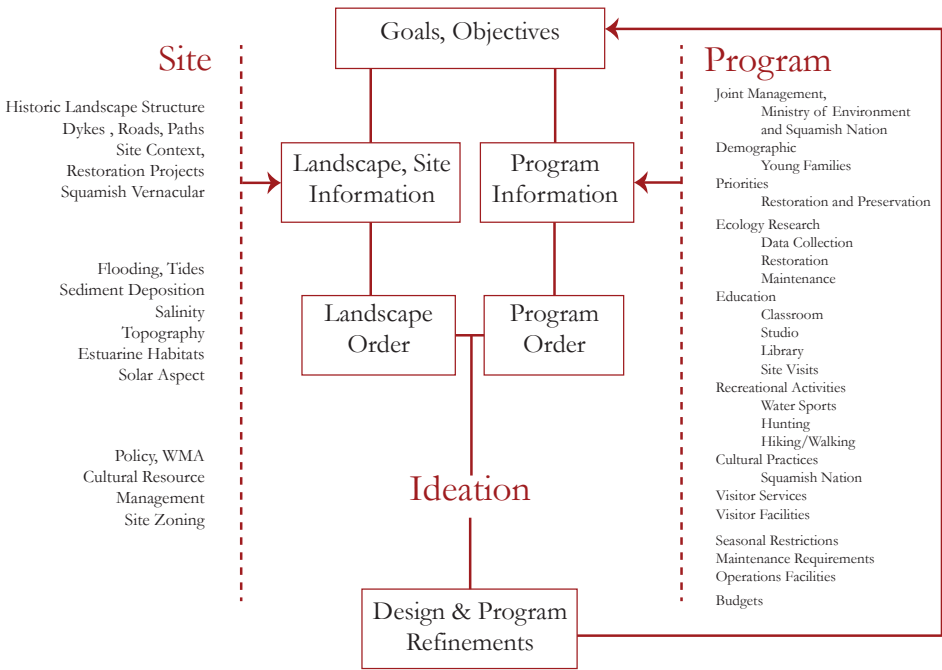 Goals, Objectives
Site
Historic Landscape Structure
Dykes , Roads, Paths
Site Context,
Restoration Projects
Squamish Vernacular
Flooding, Tides
Sediment Deposition
Salinity
Topography
Estuarine Habitats
Solar Aspect
Policy, WMA
Cultural Resource
Management
Site Zoning
Landscape, Site
Information
Program
Information
Landscape
Order
Program
Order
Ideation
Design & Program
Refinements
Program
Joint Management,
Ministry of Environment
and Squamish Nation
Demographic
Young Families
Priorities
Restoration and Preservation
Ecology Research
Data Collection
Restoration
Maintenance
Education
Classroom
Studio
Library
Site Visits
Recreational Activities
Water Sports
Hunting
Hiking/Walking
Cultural Practices
Squamish Nation
Visitor Services
Visitor Facilities
Seasonal Restrictions
Maintenance Requirements
Operations Facilities
Budgets